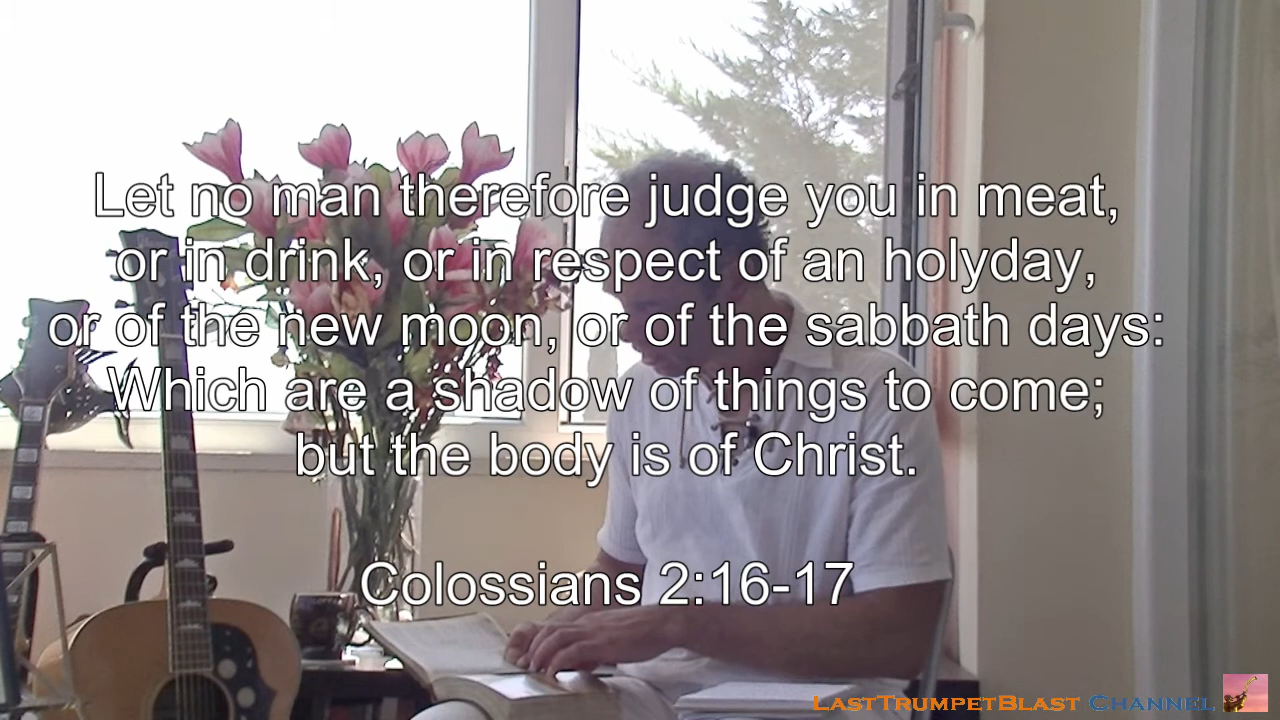 Let no man therefore judge you in meat,
or in drink, or in respect of an holyday,
or of the new moon, or of the sabbath days:
Which are a shadow of things to come;
but the body is of Christ.
Colossians 2:16-17
LastTrumpetBlast Channel